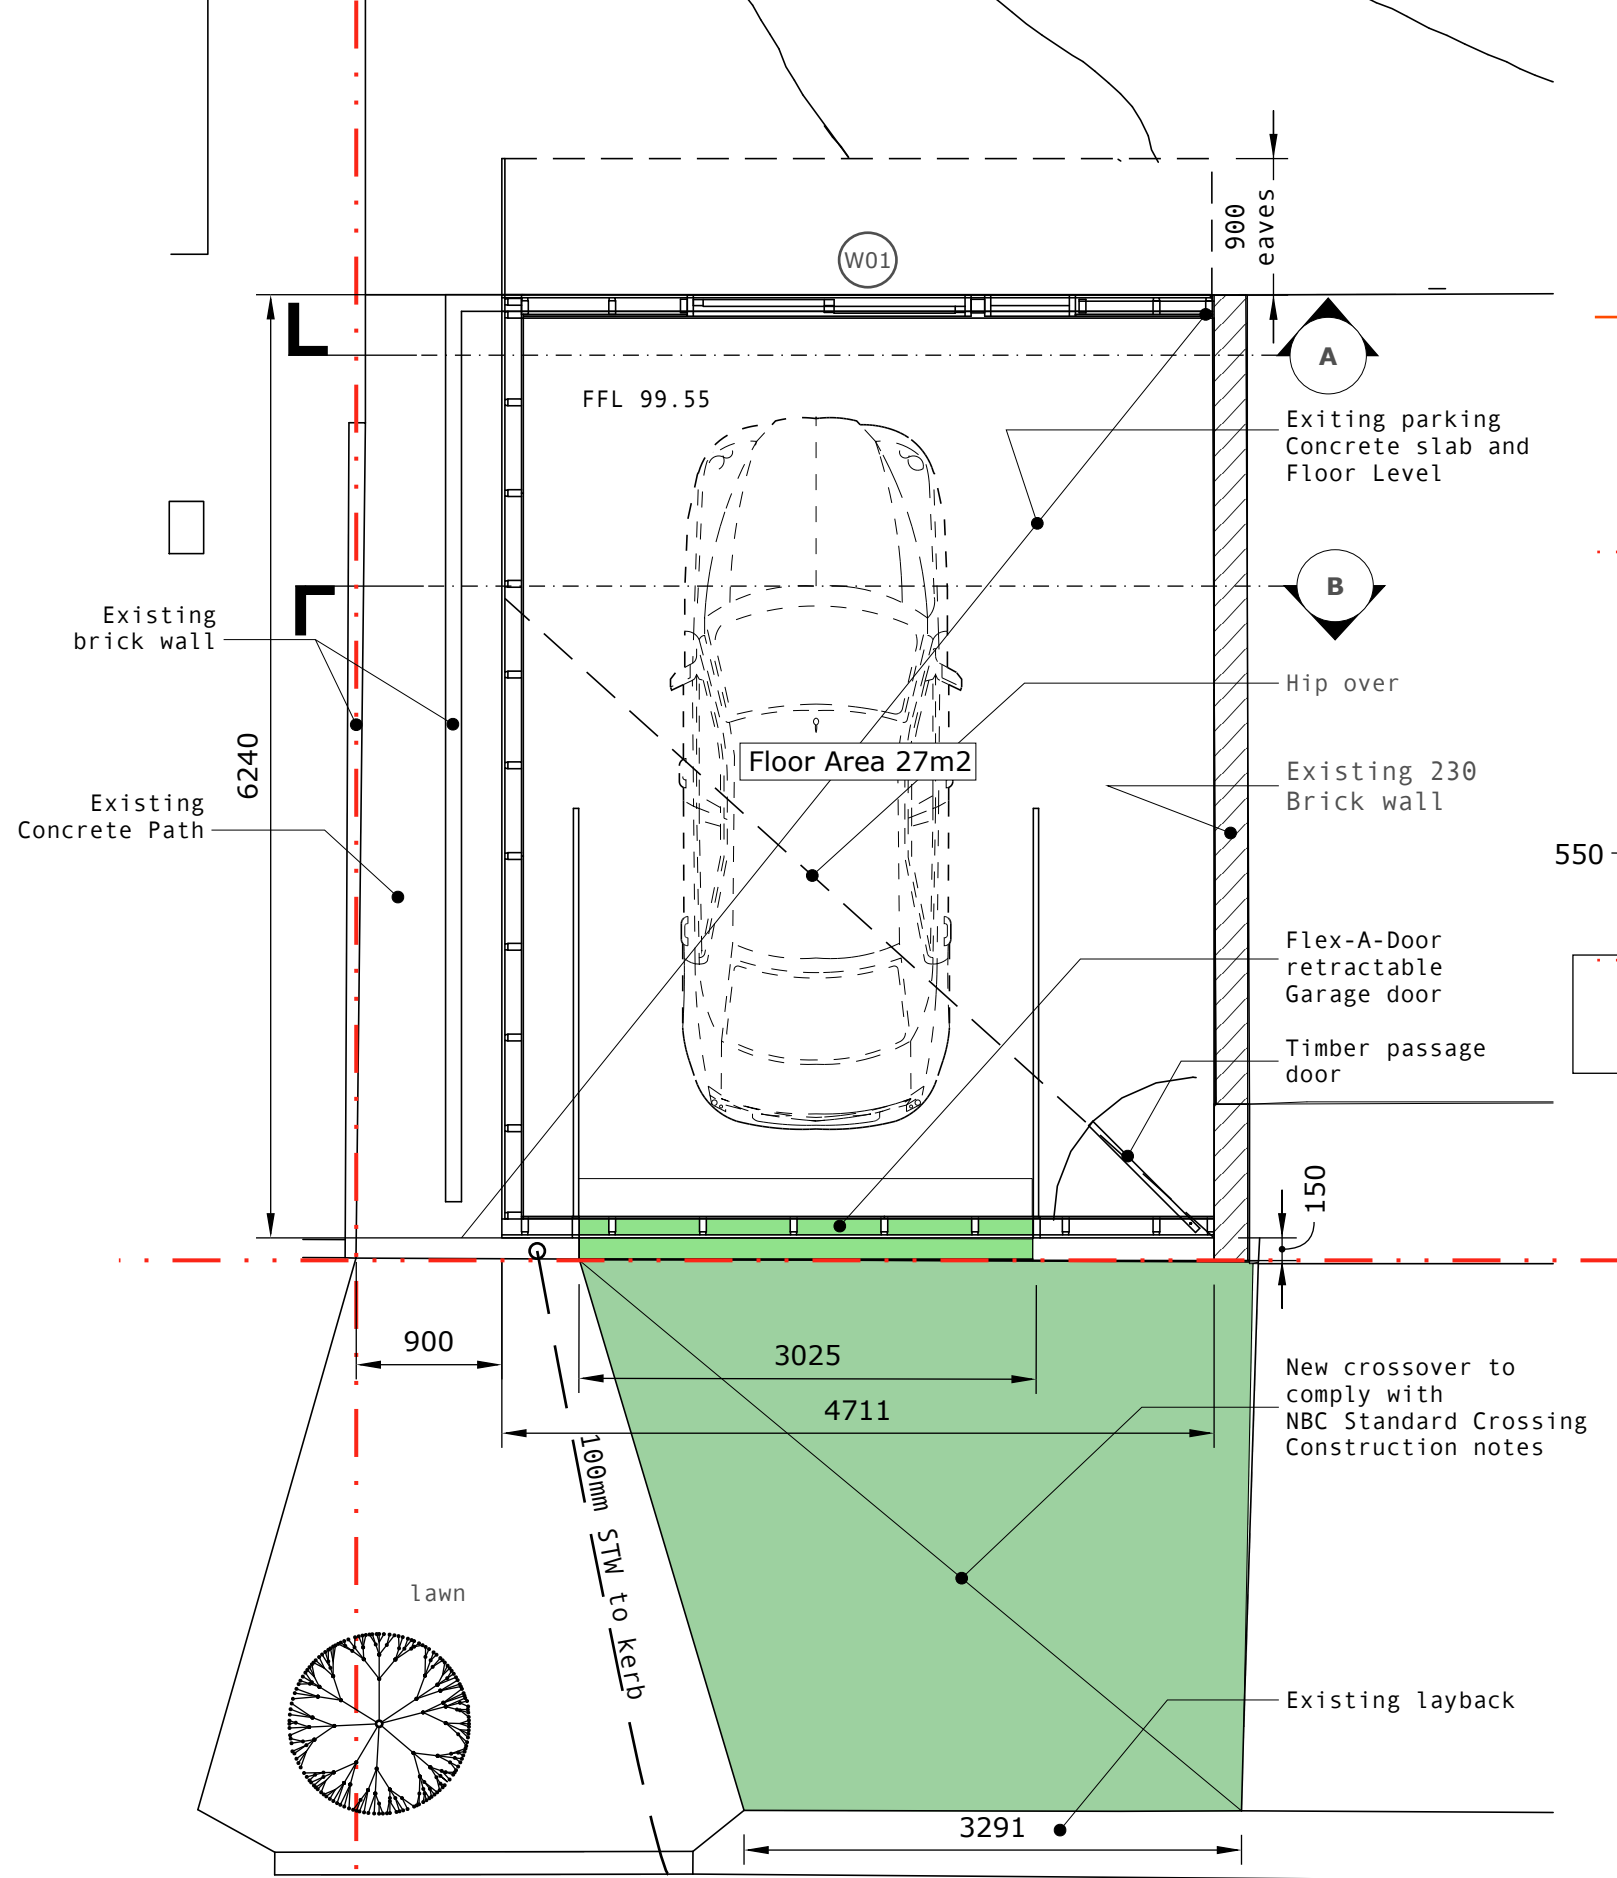 900
eaves
W01
A
FFL 99.55
Exiting parking
Concrete slab and
Floor Level
B
Existing
brick wall
Hip over
6240
Floor Area 27m2
Existing 230
Brick wall
Existing
Concrete Path
550
Flex-A-Door
retractable
Garage door
Timber passage
door
150
900
3025
4711
New crossover to
comply with
NBC Standard Crossing
Construction notes
100mm STW to kerb
lawn
Existing layback
3291